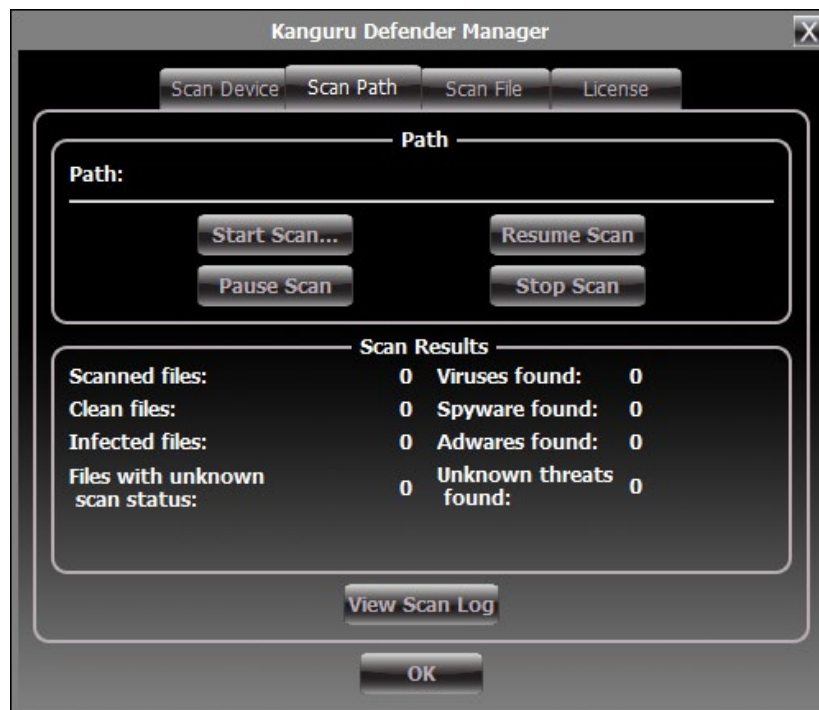 Kanguru Defender Manager
X
Scan Device Scan Path Scan File License
Path
Path:
Start Scan... Resume Scan
Pause Scan Stop Scan
Scan Results
Scanned files: 0 Viruses found: 0
Clean files: 0 Spyware found: 0
Infected files: 0 Adwares found: 0
Files with unknown
scan status: 0 Unknown threats
found: 0
View Scan Log
OK